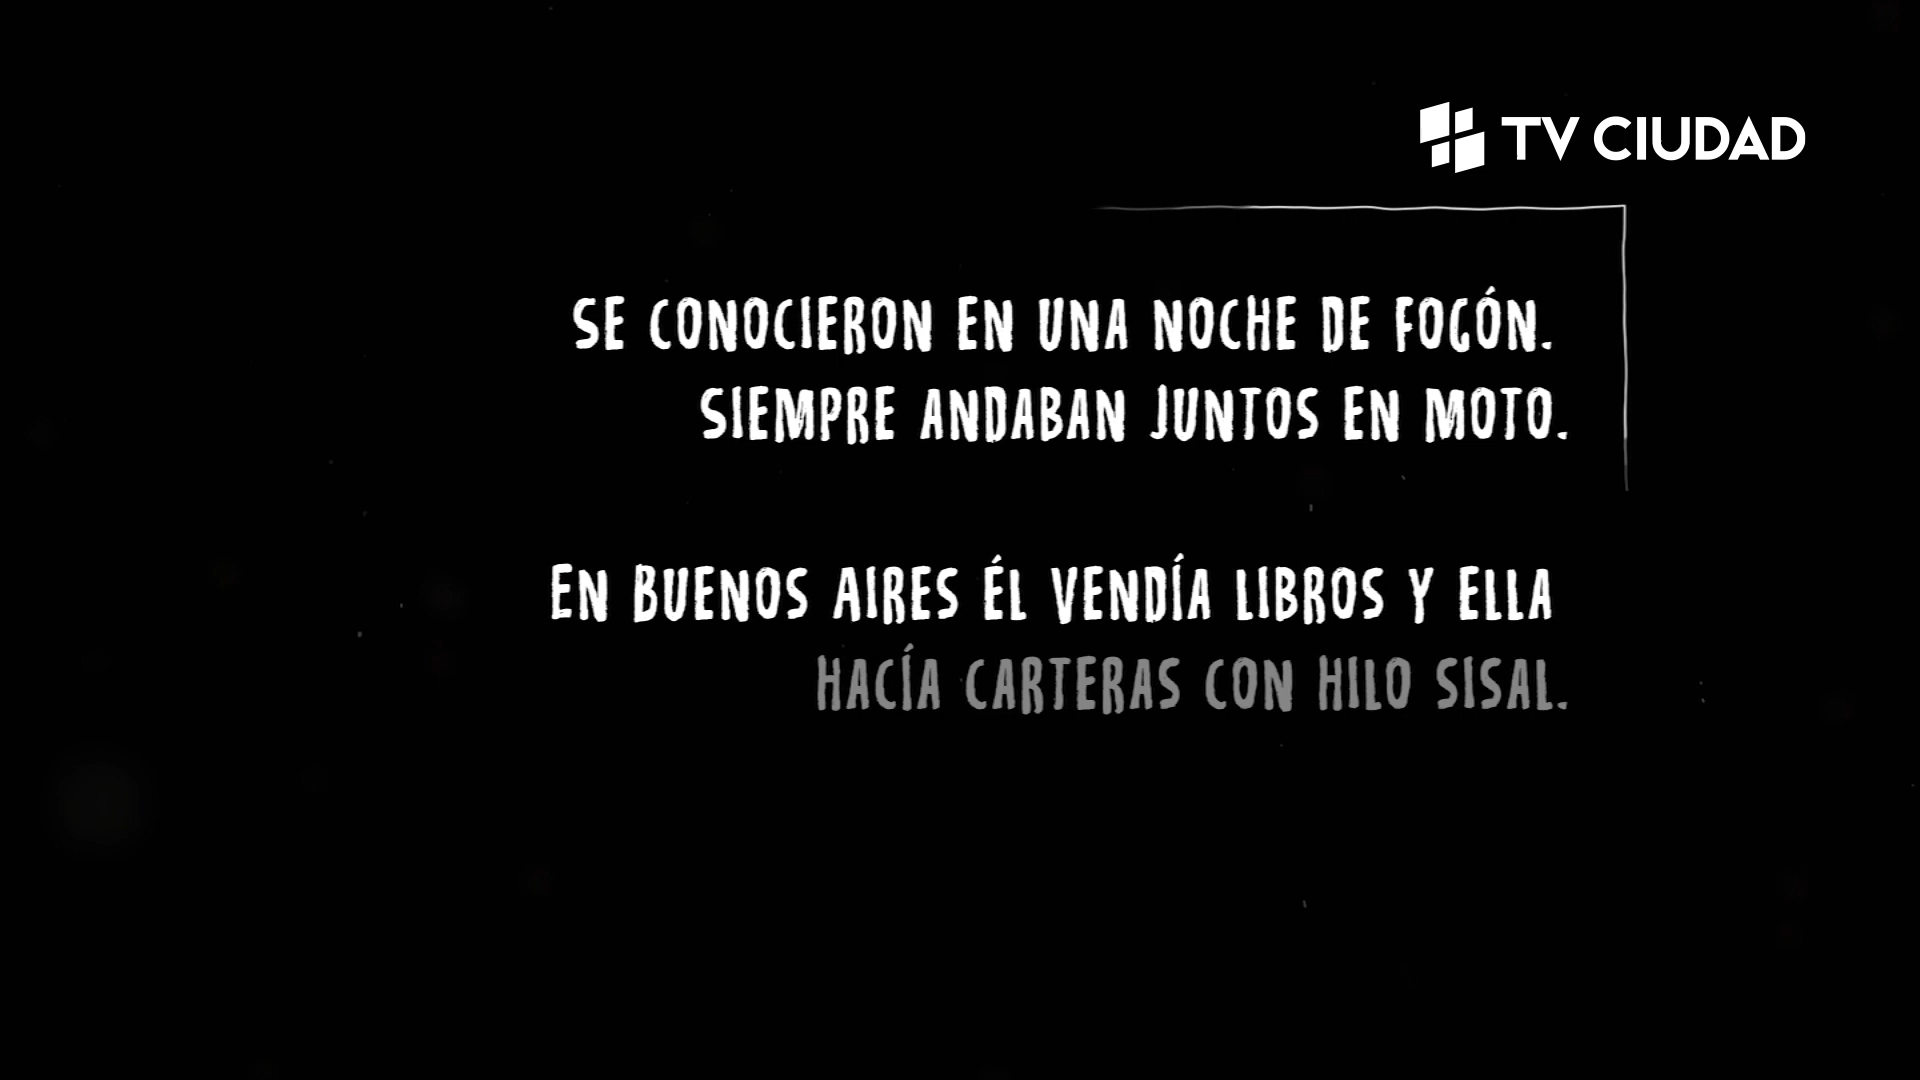 TV CIUDAD
SE CONOCIERON EN UNA NOCHE DE FOGÓN.
SIEMPRE ANDABAN JUNTOS EN MOTO.
EN BUENOS AIRES ÉL VENDÍA LIBROS Y ELLA
HACÍA CARTERAS CON HILO SISAL.